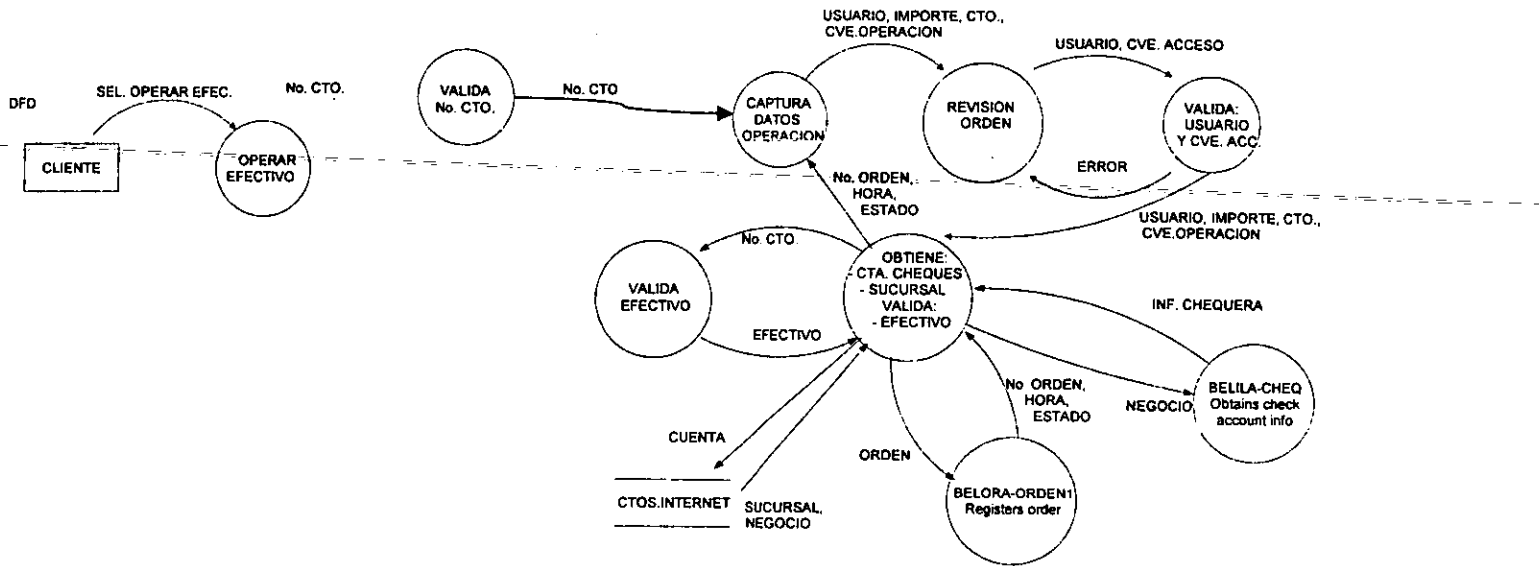 USUARIO, IMPORTE, CTO.,
CVE.OPERACION
USUARIO, CVE. ACCESO
DFD
SEL. OPERAR EFEC.
No. CTO.
VALIDA
No. CTO.
No. CTO
CAPTURA
DATOS
OPERACION
REVISION
ORDEN
VALIDA:
USUARIO
Y CVE. ACC.
CLIENTE
OPERAR
EFECTIVO
ERROR
No. ORDEN,
HORA,
ESTADO
USUARIO, IMPORTE, CTO.,
CVE.OPERACION
No. CTO.
OBTIENE:
- CTA. CHEQUES
- SUCURSAL
VALIDA:
- EFECTIVO
VALIDA
EFECTIVO
EFECTIVO
INF. CHEQUERA
No ORDEN,
HORA,
ESTADO
NEGOCIO
BELILA-CHEQ
Obtains check
account info
CUENTA
ORDEN
CTOS.INTERNET
SUCURSAL,
NEGOCIO
BELORA-ORDEN1
Registers order